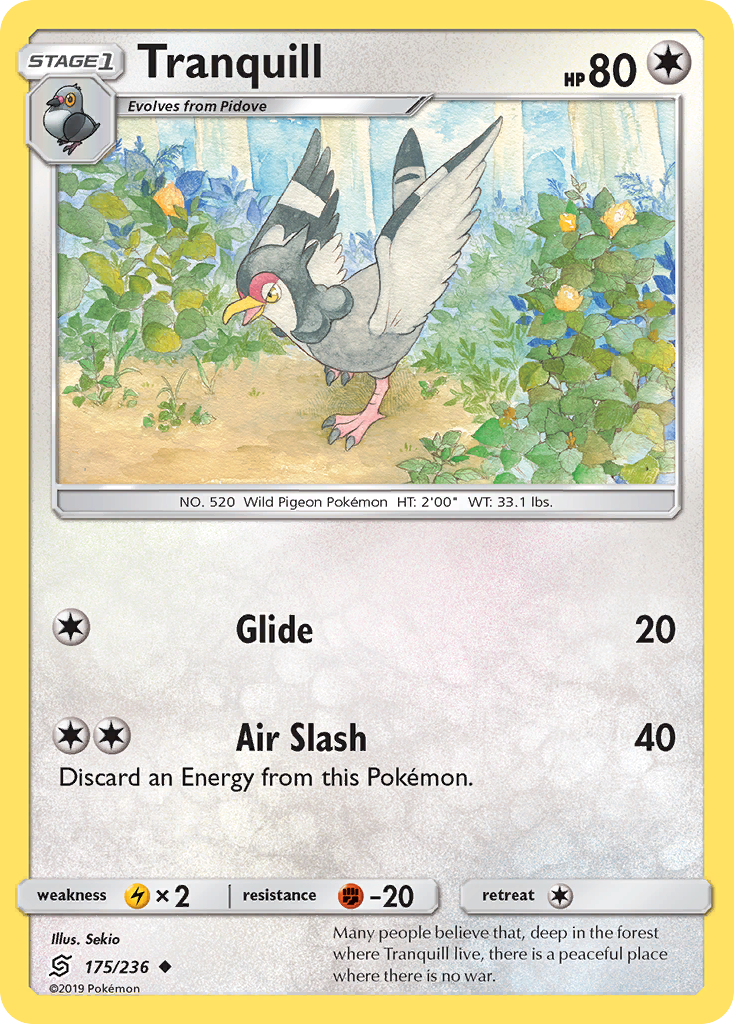 STAGE1
Tranquill
HP 80
Evolves from Pidove
NO. 520 Wild Pigeon Pokémon HT: 2'00" WT: 33.1 lbs.
Glide 20
Air Slash 40
Discard an Energy from this Pokémon.
weakness ×2 resistance -20 retreat
Illus. Sekio
175/236
©2019 Pokémon
Many people believe that, deep in the forest
where Tranquill live, there is a peaceful place
where there is no war.